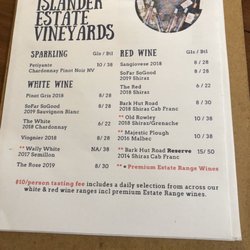 ISLANDER
ESTATE
VINEYARDS
SPARKLING Gls / Btl
Petiyante 10 / 38
Chardonnay Pinot Noir NV
WHITE WINE
Pinot Gris 2018 8 / 28
SoFar SoGood 8 / 28
2019 Sauvignon Blanc
The White 6 / 22
2018 Chardonnay
Viognier 2018 8 / 28
** Wally White NA/ 38
2017 Semillon
The Rose 2019 8 / 30
RED WINE Gls / Btl
Sangiovese 2018 8 / 28
SoFar SoGood 8 / 28
2019 Shiraz
The Red 6 / 22
2018 Shiraz
Bark Hut Road 8 / 28
2018 Shiraz Cab Franc
** Old Rowley 10 / 38
2016 Shiraz/Grenache
** Majestic Plough 10 / 38
2016 Malbec
** Bark Hut Road Reserve 15/ 50
2014 Shiraz Cab Franc
** = Premium Estate Range Wines
$10/person tasting fee includes a daily selection from across our
white & red wine ranges incl premium Estate Range wines.